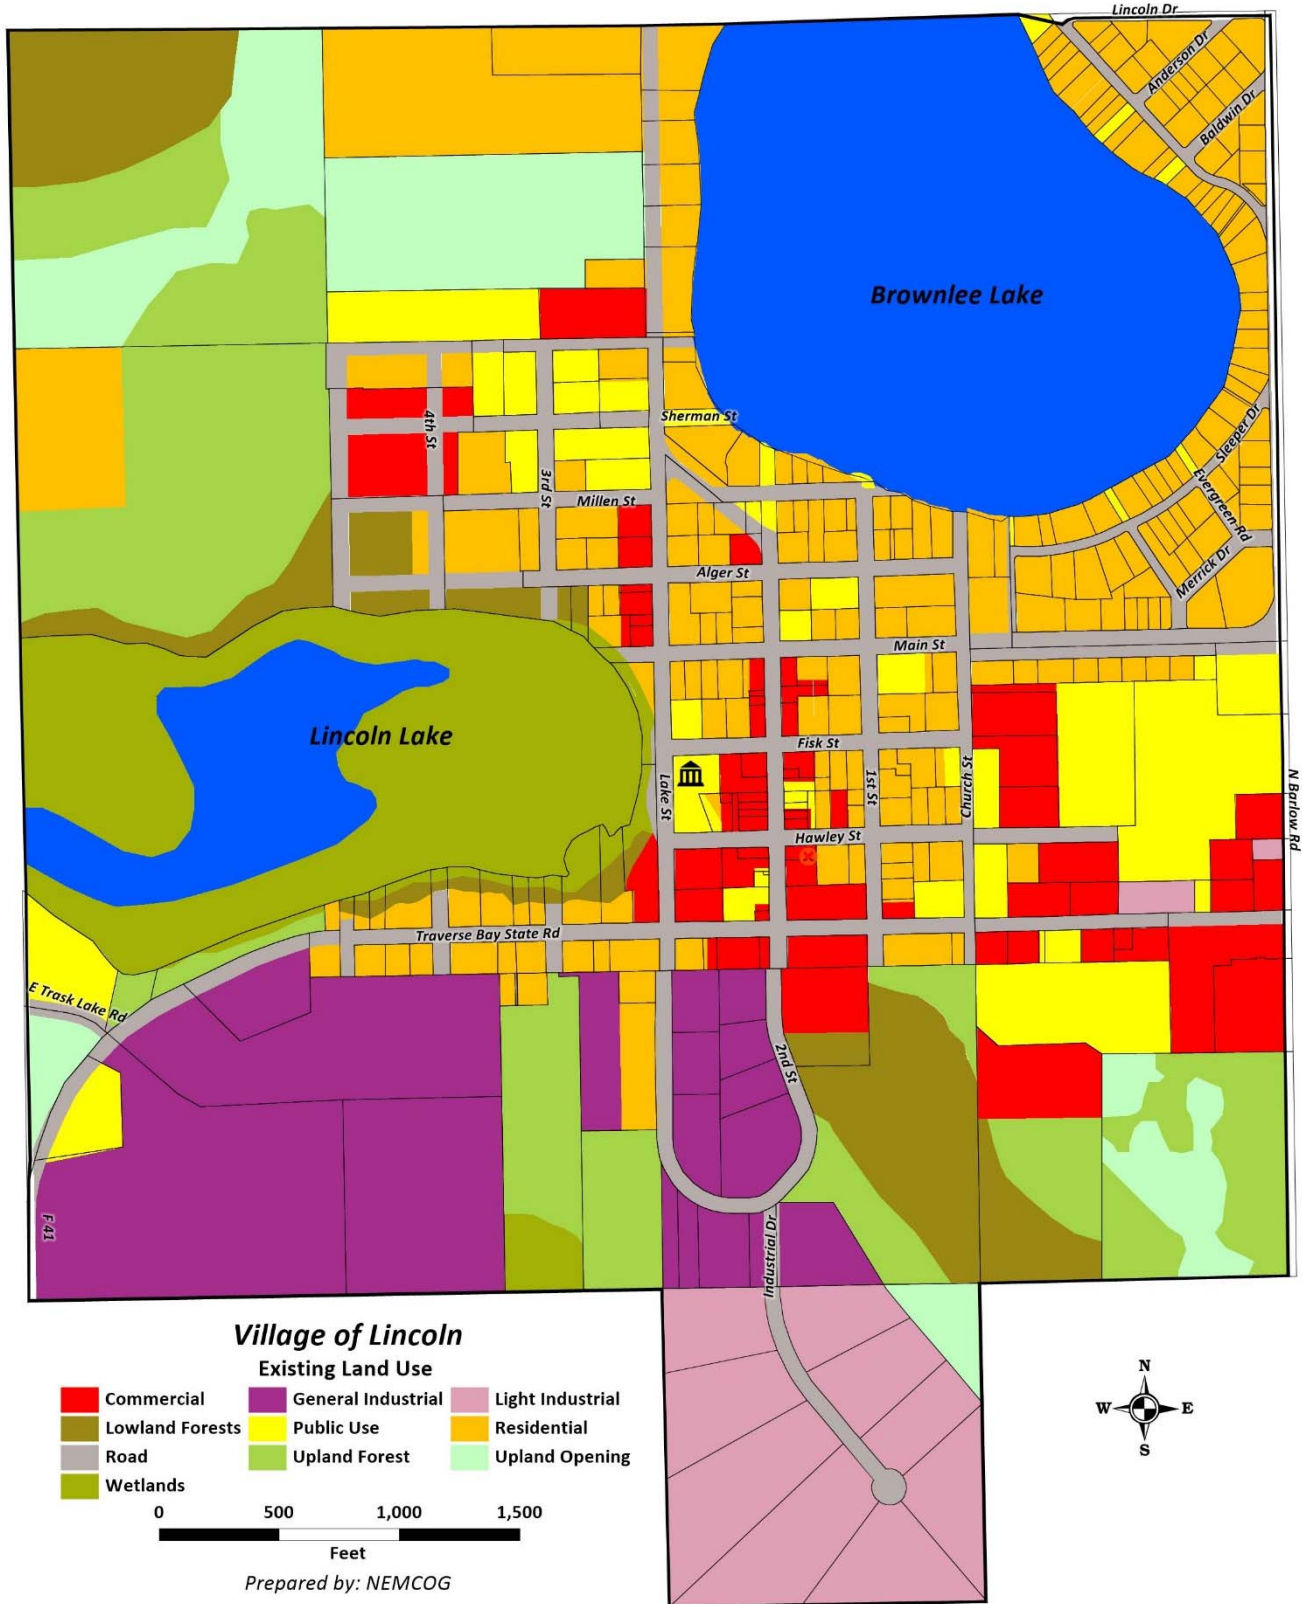 Lincoln Dr
Anderson Dr
Baldwin Dr
Brownlee Lake
Sherman St
4th St
3rd St
Sleeper Dr
Evergreen Rd
Millen St
Merrick Dr
Alger St
Main St
Lincoln Lake
Fisk St
Lake St
1st St
Church St
N Barlow Rd
Hawley St
Traverse Bay State Rd
E Trask Lake Rd
2nd St
F 41
Industrial Dr
Village of Lincoln
Existing Land Use
Commercial
General Industrial
Light Industrial
Lowland Forests
Public Use
Residential
Road
Upland Forest
Upland Opening
Wetlands
0 500 1,000 1,500
Feet
Prepared by: NEMCOG
N
W E
S